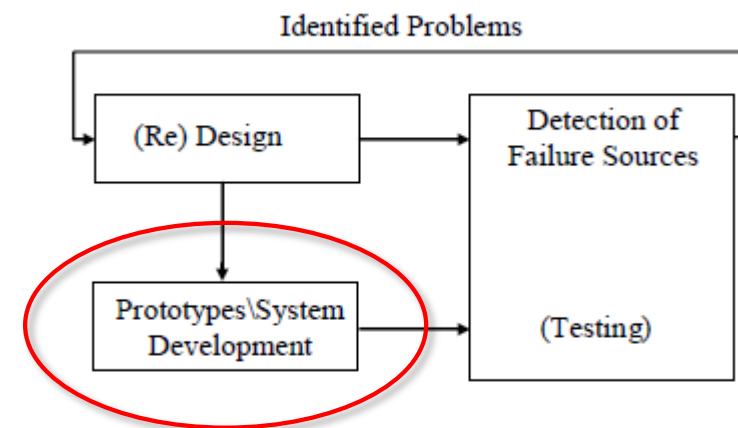 Identified Problems
(Re) Design
Detection of
Failure Sources
Prototypes\System
Development
(Testing)